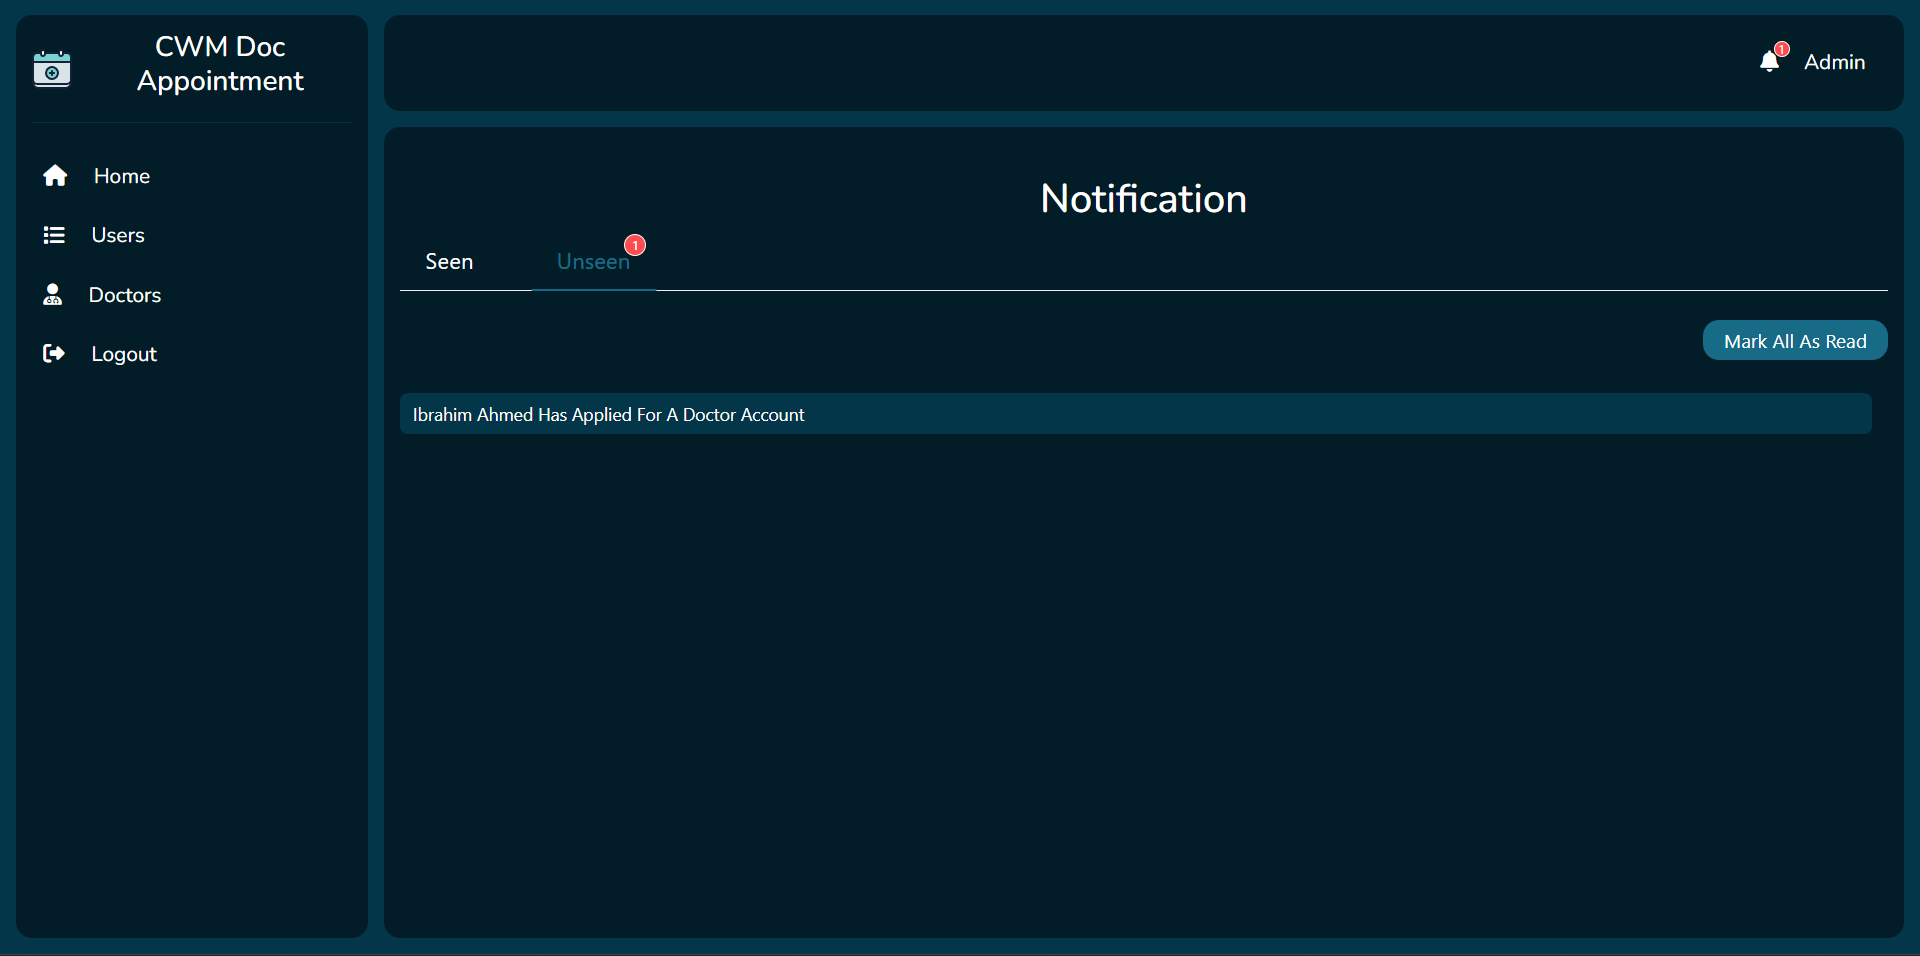 CWM Doc
Appointment
Home
Users
Doctors
Logout
1
Admin
Notification
Seen
Unseen
1
Mark All As Read
Ibrahim Ahmed Has Applied For A Doctor Account